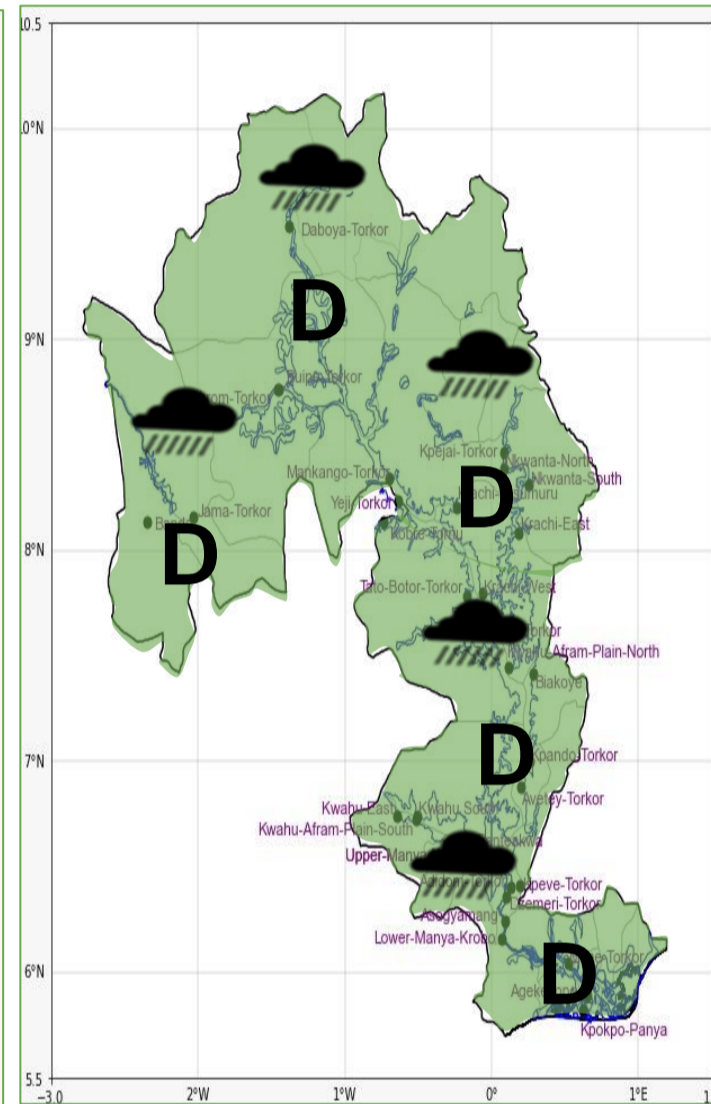 10.5
10°N
Daboya-Torkor
D
9°N
Buipe-Torkor
Kpejai-Torkor
Nkwanta-North
Mankango-Torkor
Nkwanta-South
Yeji-Torkor
D
Jama-Torkor
Krachi-East
8°N
D
Tato-Botor-Torkor
Krachi-West
Afram-Plain-North
Biakoye
7°N
D
Kpando-Torkor
Avetey-Torkor
Kwahu-East
Kwahu South
Kwahu-Afram-Plain-South
Dzemeri-Torkor
Asogyamang
Lower-Manya-Krobo
6°N
D
Kpokpo-Panya
5.5
−3.0
2°W
1°W
0°
1°E